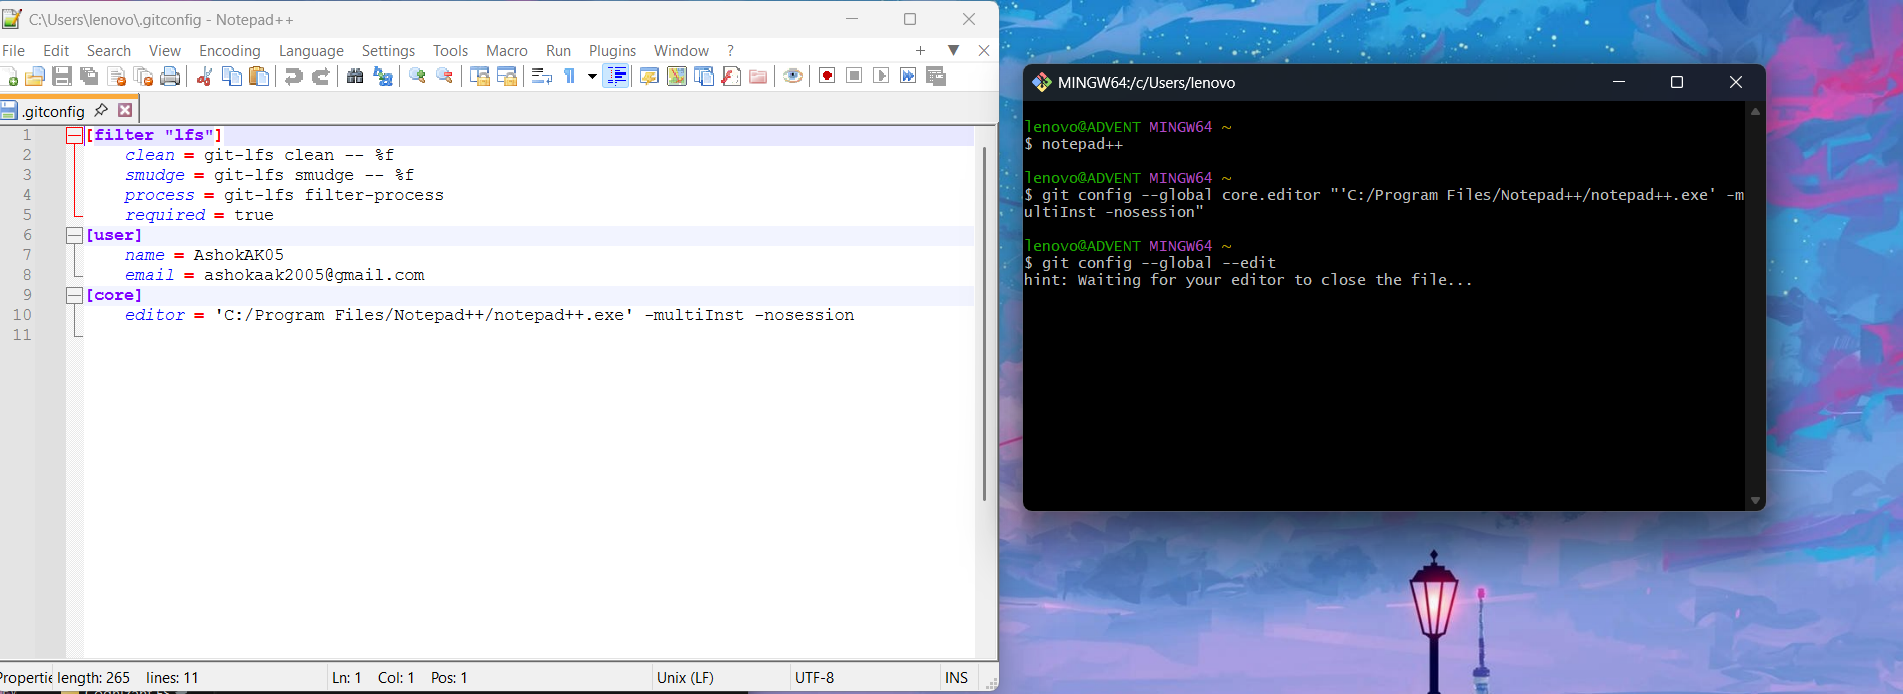 C:\Users\lenovo\.gitconfig - Notepad++
File Edit Search View Encoding Language Settings Tools Macro Run Plugins Window ?
.gitconfig
1 [filter "lfs"]
2 clean = git-lfs clean -- %f
3 smudge = git-lfs smudge -- %f
4 process = git-lfs filter-process
5 required = true
6 [user]
7 name = AshokAK05
8 email = ashokaak2005@gmail.com
9 [core]
10 editor = 'C:/Program Files/Notepad++/notepad++.exe' -multiInst -nosession
11
length: 265 lines: 11 Ln: 1 Col: 1 Pos: 1 Unix (LF) UTF-8 INS
MINGW64:/c/Users/lenovo
lenovo@ADVENT MINGW64 ~
$ notepad++
lenovo@ADVENT MINGW64 ~
$ git config --global core.editor "'C:/Program Files/Notepad++/notepad++.exe' -m
ultiInst -nosession"
lenovo@ADVENT MINGW64 ~
$ git config --global --edit
hint: Waiting for your editor to close the file...